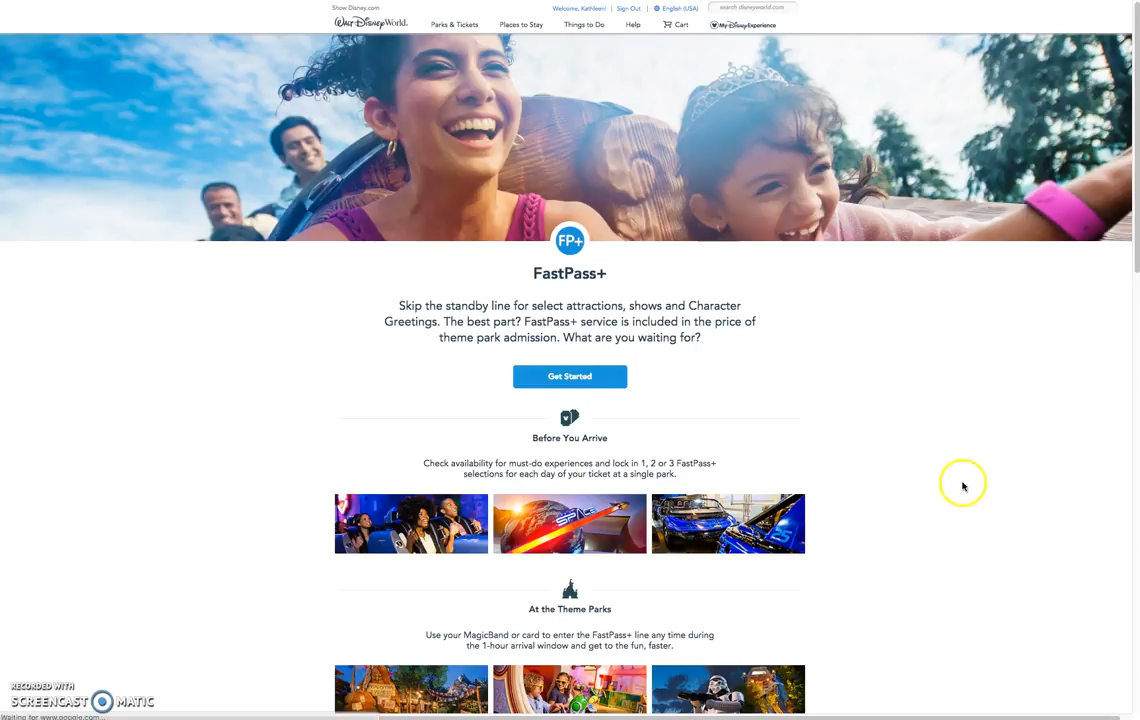 Show Disney.com
Welcome, Kathleen! | Sign Out | English (USA)
search disneyworld.com
Walt Disney World.
Parks & Tickets
Places to Stay
Things to Do
Help
Cart
My Disney Experience
FP+
FastPass+
Skip the standby line for select attractions, shows and Character
Greetings. The best part? FastPass+ service is included in the price of
theme park admission. What are you waiting for?
Get Started
Before You Arrive
Check availability for must-do experiences and lock in 1, 2 or 3 FastPass+
selections for each day of your ticket at a single park.
At the Theme Parks
Use your MagicBand or card to enter the FastPass+ line any time during
the 1-hour arrival window and get to the fun, faster.
RECORDED WITH
SCREENCAST MATIC
Waiting for www.google.com...